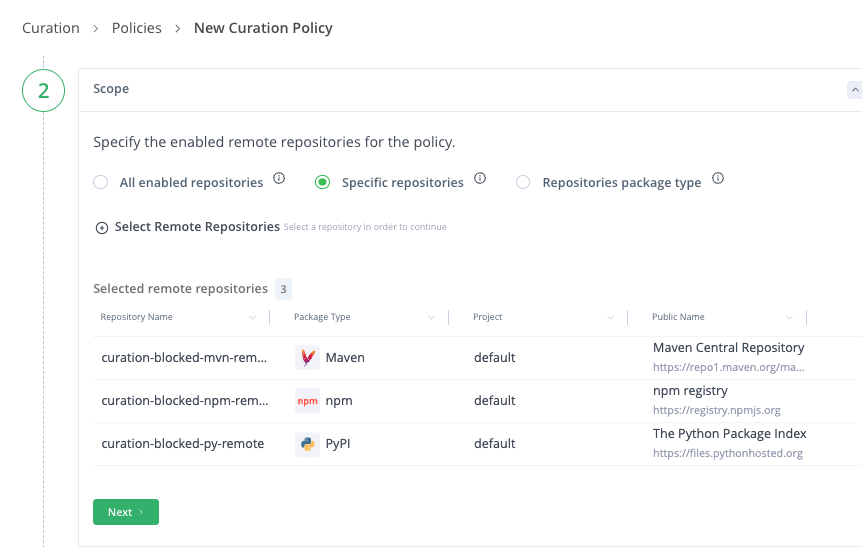 Curation > Policies > New Curation Policy
2
Scope
Specify the enabled remote repositories for the policy.
All enabled repositories
Specific repositories
Repositories package type
Select Remote Repositories Select a repository in order to continue
Selected remote repositories 3
Repository Name Package Type Project Public Name
curation-blocked-mvn-rem... Maven default Maven Central Repository
https://repo1.maven.org/ma...
curation-blocked-npm-rem... npm npm default npm registry
https://registry.npmjs.org
curation-blocked-py-remote PyPI default The Python Package Index
https://files.pythonhosted.org
Next >